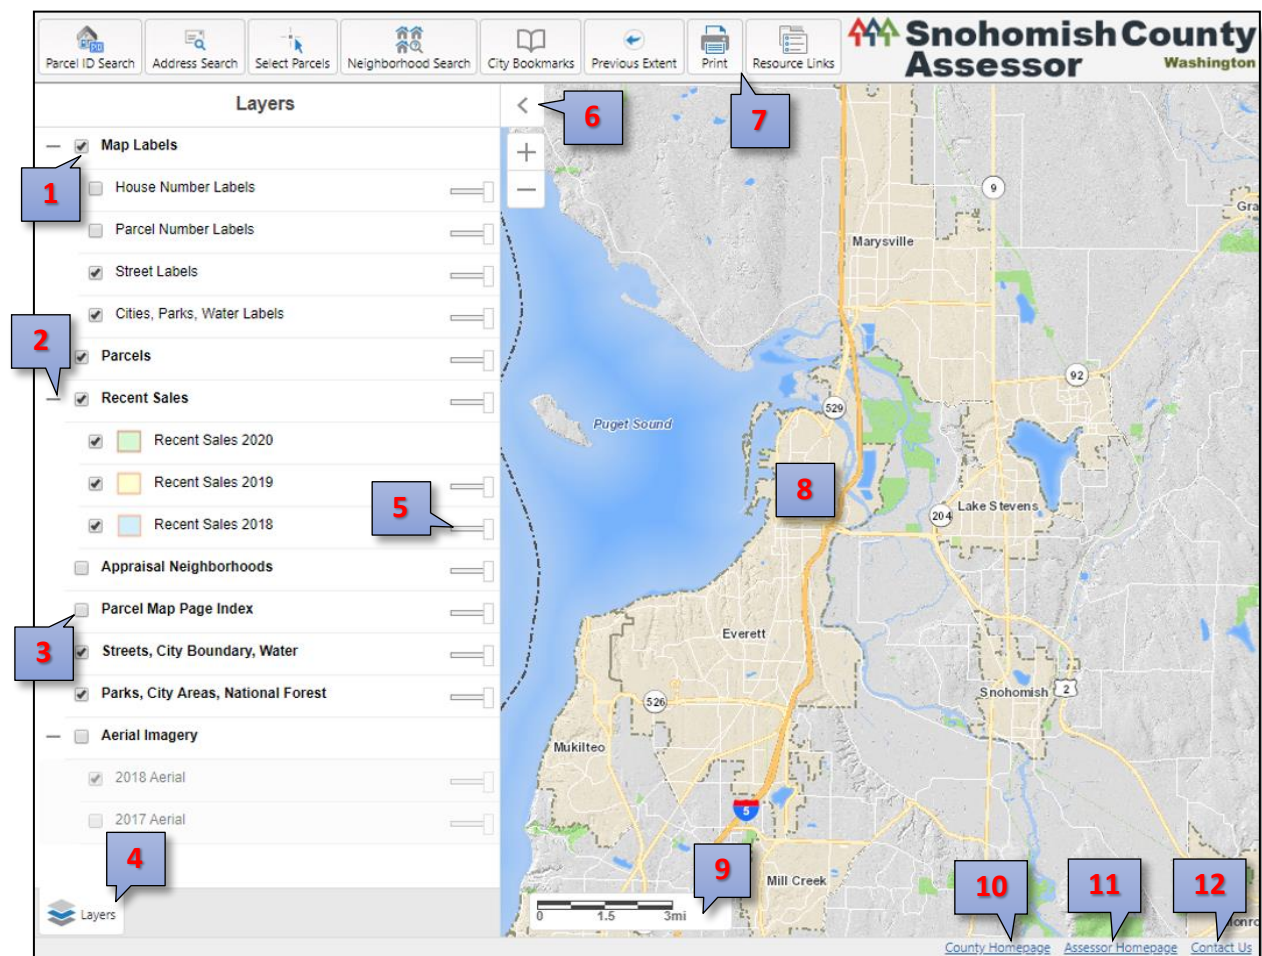 Parcel ID Search
Address Search
Select Parcels
Neighborhood Search
City Bookmarks
Previous Extent
Print
Resource Links
Snohomish County
Assessor
Washington
Layers
6
7
Map Labels
1
House Number Labels
Parcel Number Labels
Street Labels
Cities, Parks, Water Labels
2
Parcels
Recent Sales
Recent Sales 2020
Recent Sales 2019
5
Recent Sales 2018
Appraisal Neighborhoods
Parcel Map Page Index
3
Streets, City Boundary, Water
Parks, City Areas, National Forest
Aerial Imagery
2018 Aerial
2017 Aerial
4
Layers
9
Gra
Marysville
92
529
Puget Sound
8
Lake Stevens
204
Everett
Snohomish
2
526
Mukilteo
5
9
Mill Creek
0 1.5 3mi
10
11
12
onro
County Homepage
Assessor Homepage
Contact Us